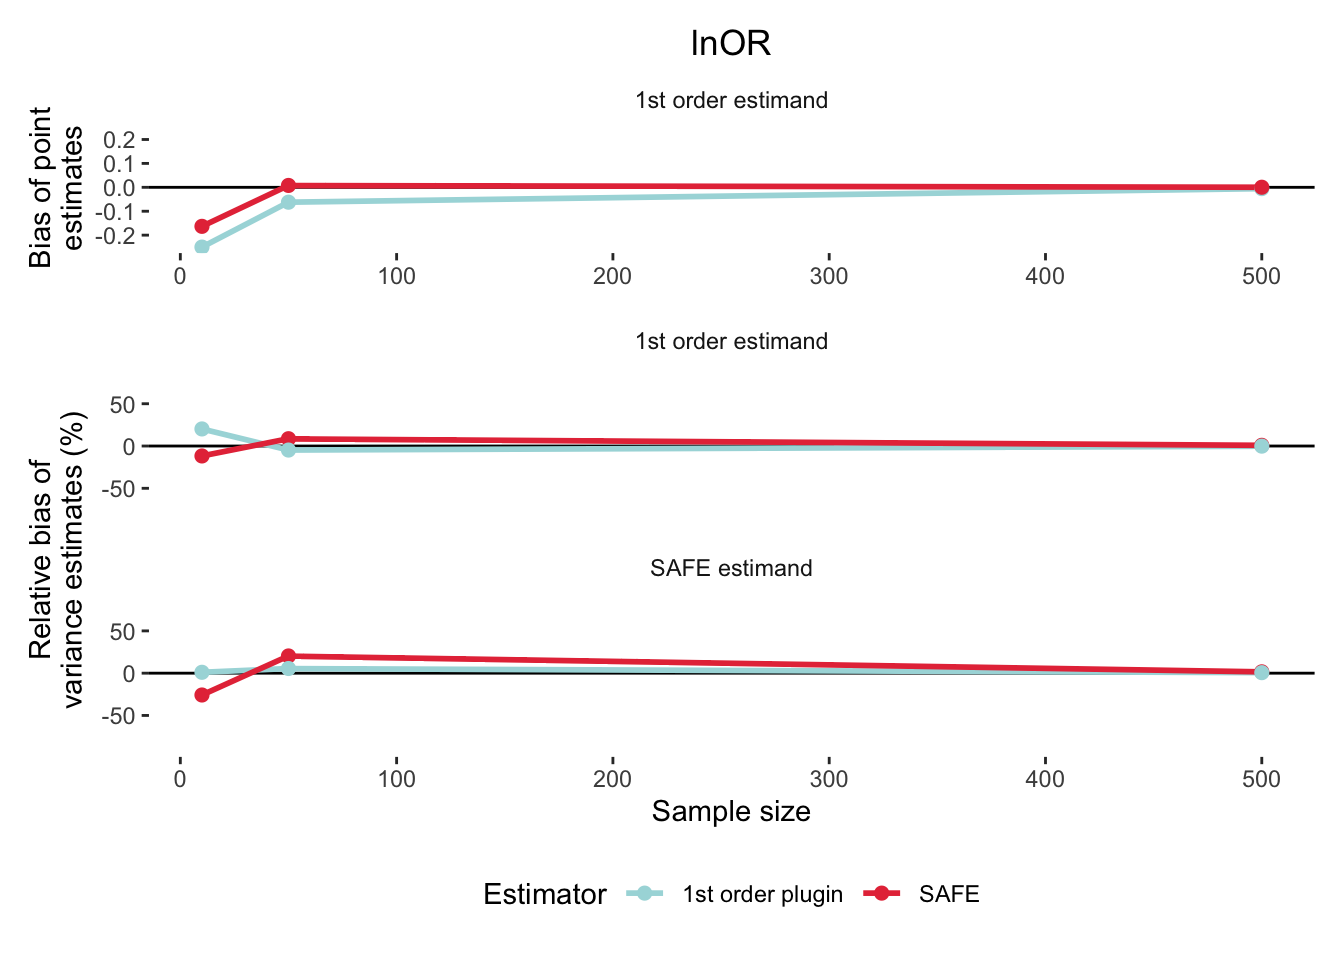 lnOR
1st order estimand
Bias of point
estimates
0.2
0.1
0.0
-0.1
-0.2
0 100 200 300 400 500
1st order estimand
Relative bias of
variance estimates (%)
50
0
-50
SAFE estimand
50
0
-50
0 100 200 300 400 500
Sample size
Estimator 1st order plugin SAFE